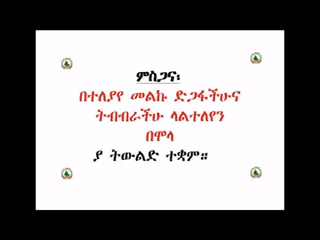 ምስጋና፡
በተለያየ መልኩ ድጋፋችሁና
ትብብራችሁ ላልተለየን
በሞላ
ያ ትውልድ ተቋም።